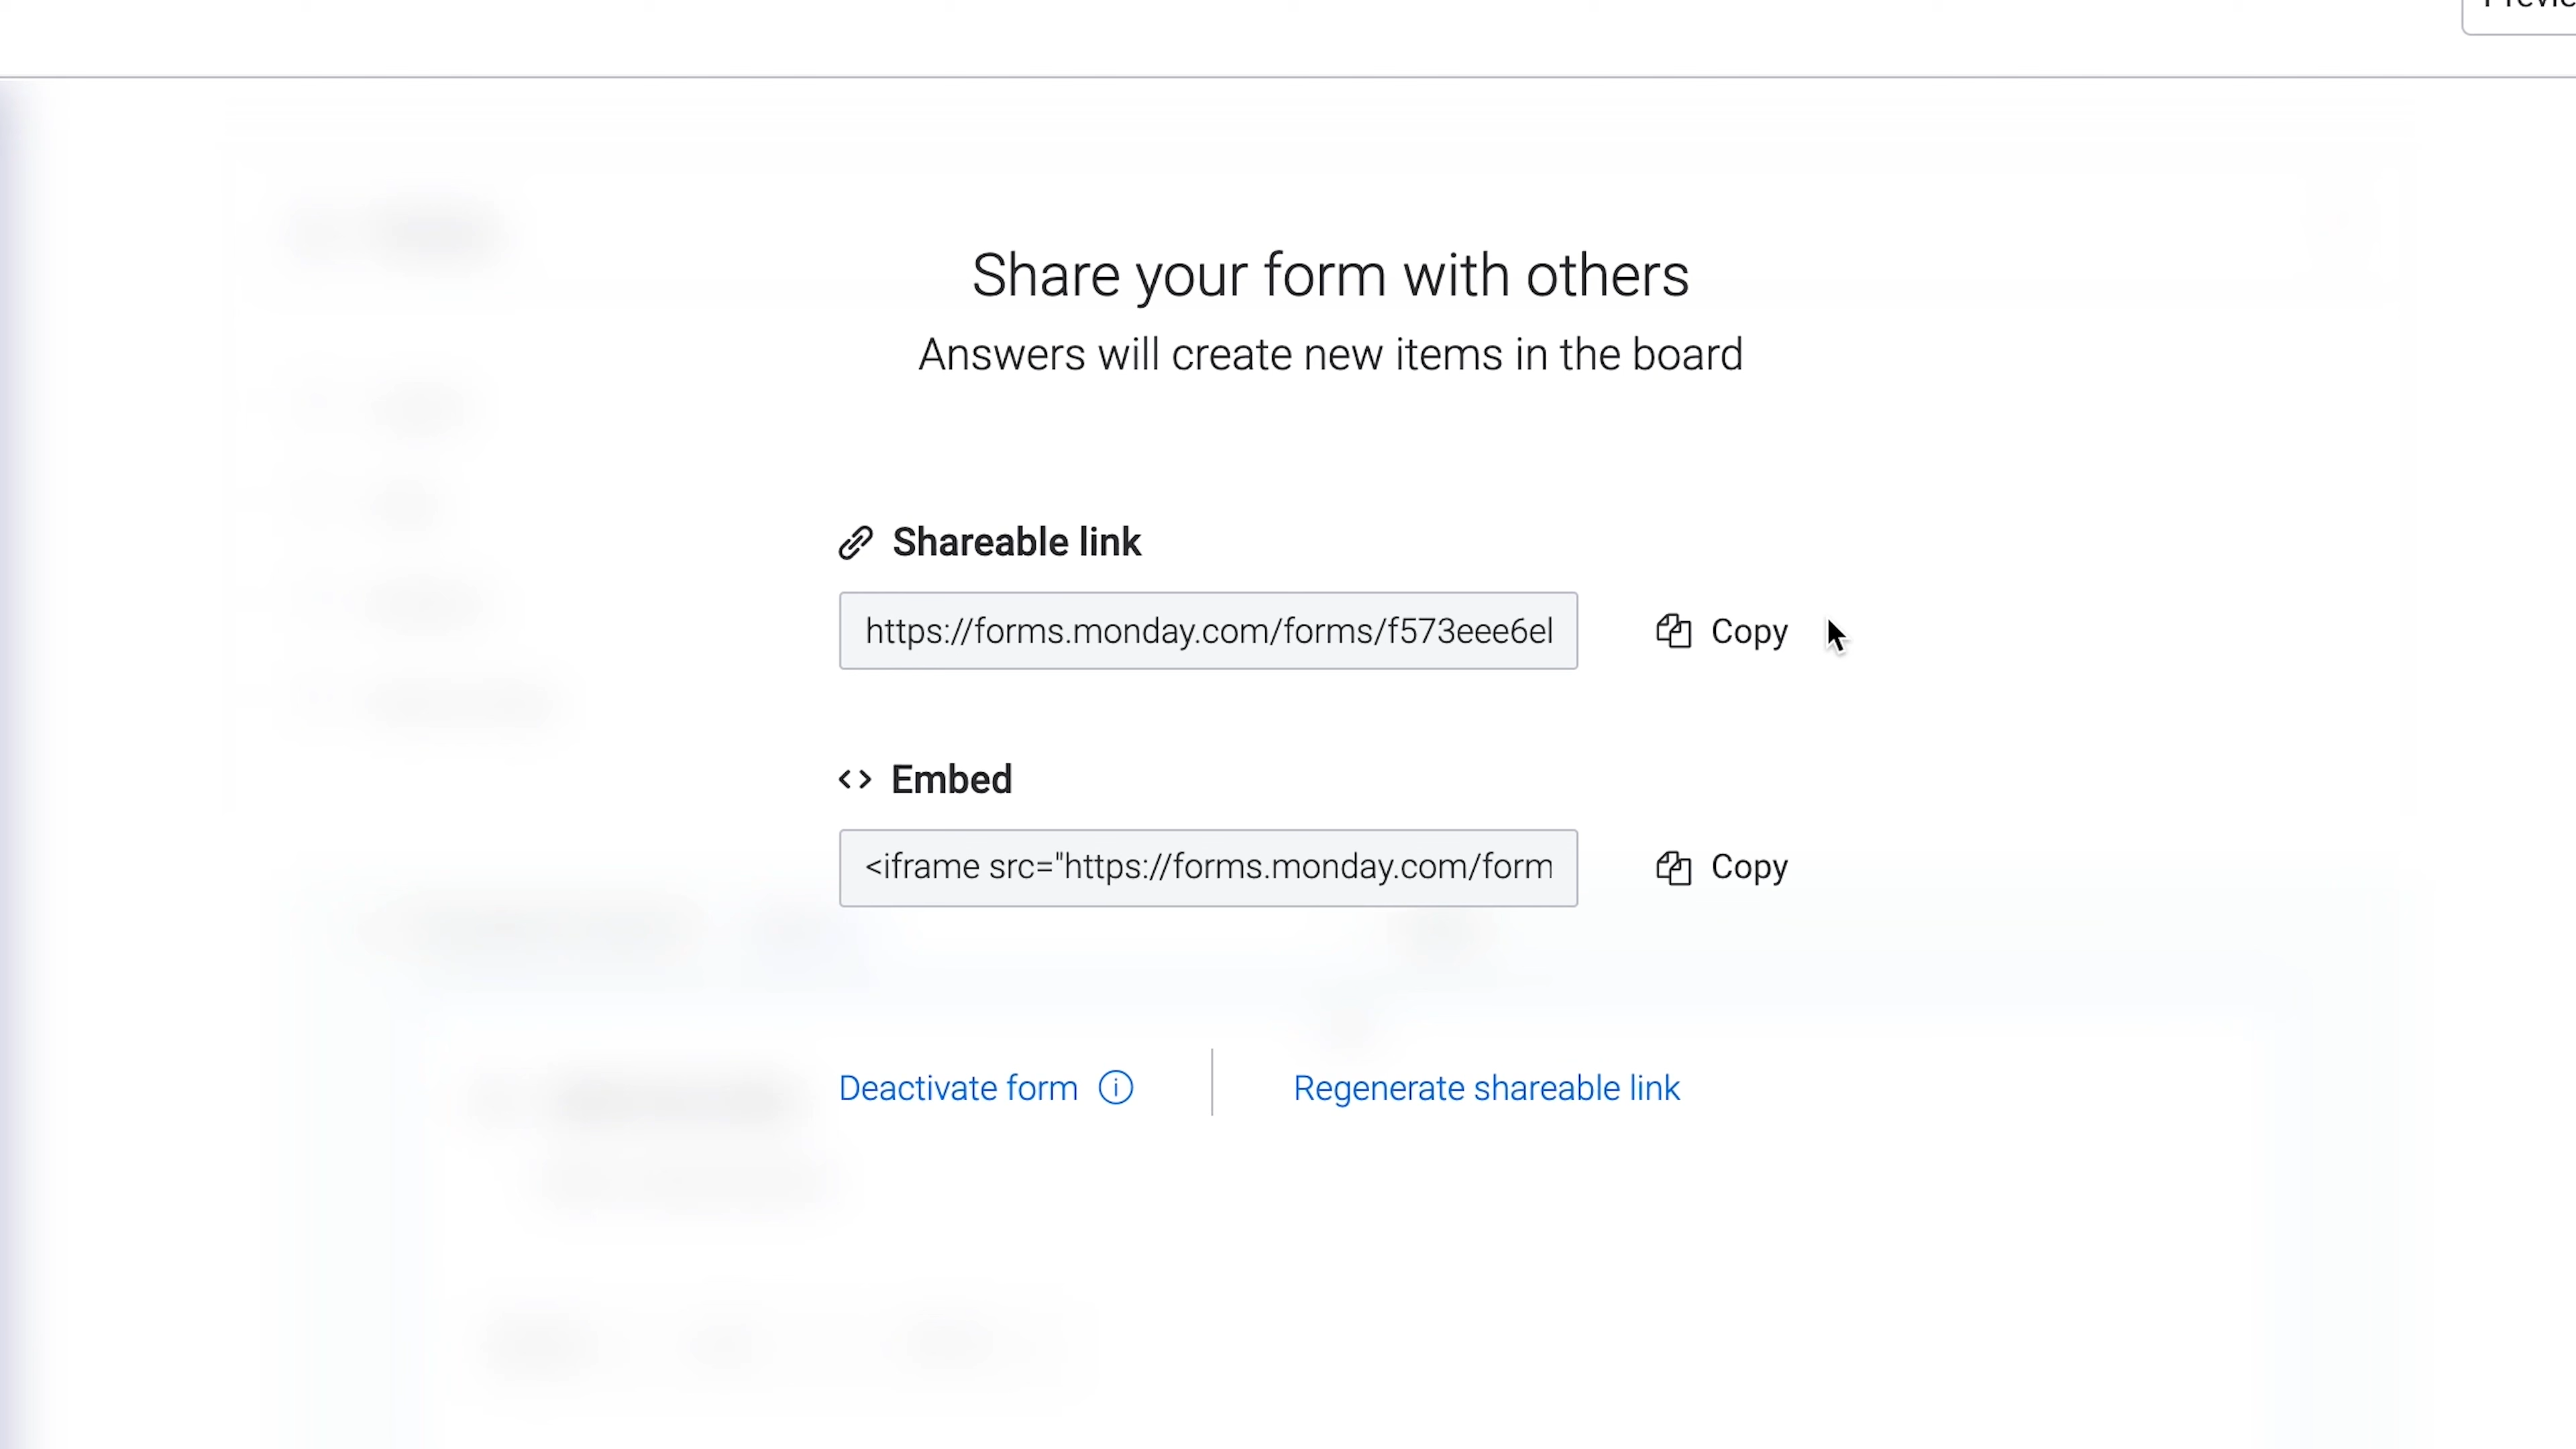 Share your form with others
Answers will create new items in the board
Shareable link
https://forms.monday.com/forms/f573eee6el
Copy
Embed
<iframe src="https://forms.monday.com/form
Copy
Deactivate form
Regenerate shareable link